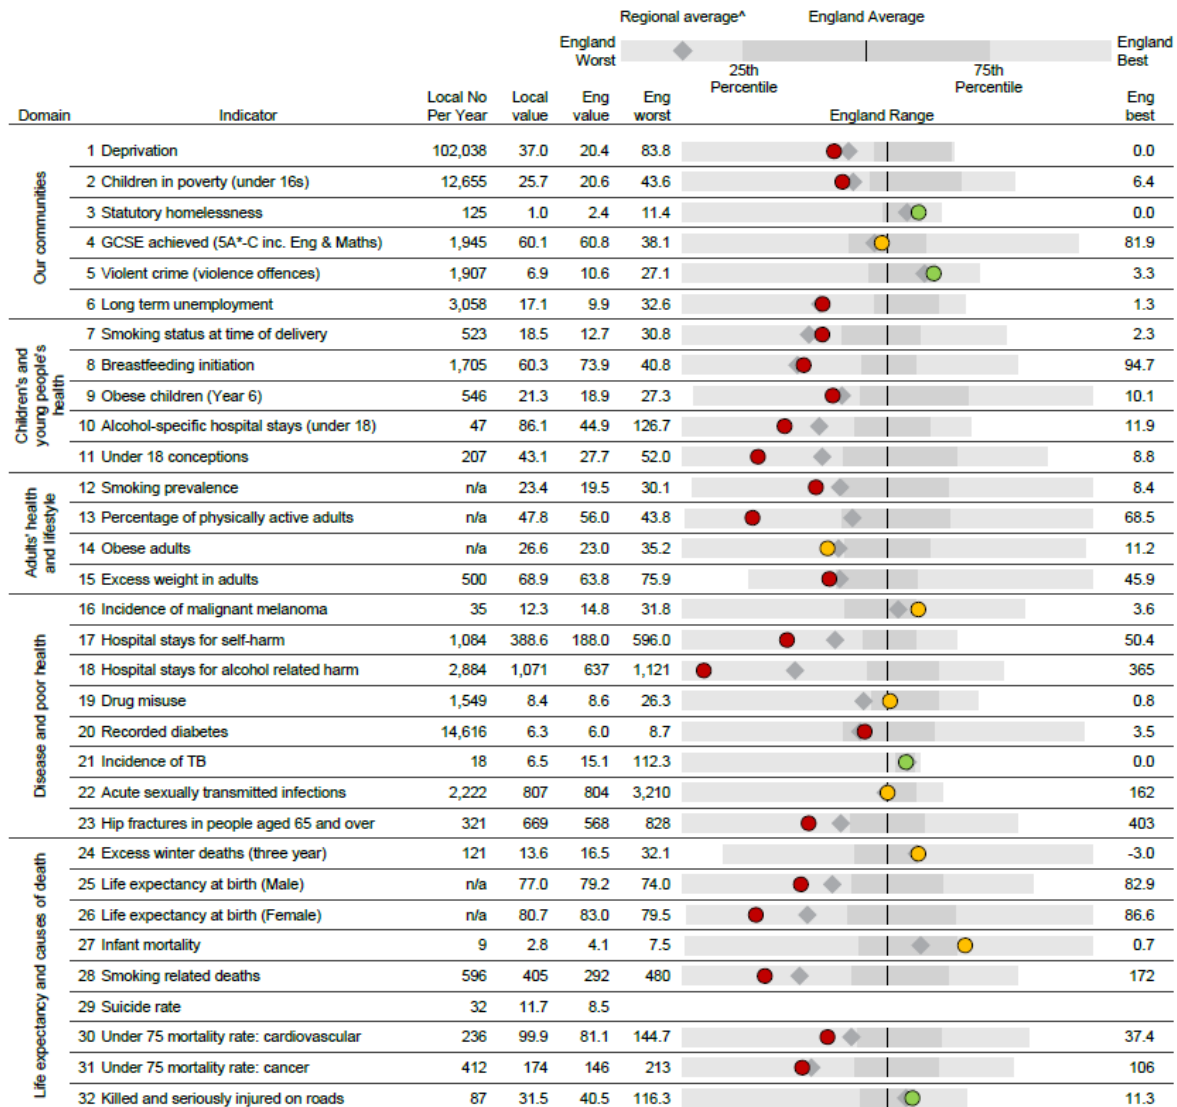 Regional average^ England Average
England Worst England Best
25th Percentile 75th Percentile
Domain Indicator Local No Per Year Local value Eng value Eng worst England Range Eng best
Our communities
1 Deprivation 102,038 37.0 20.4 83.8 0.0
2 Children in poverty (under 16s) 12,655 25.7 20.6 43.6 6.4
3 Statutory homelessness 125 1.0 2.4 11.4 0.0
4 GCSE achieved (5A*-C inc. Eng & Maths) 1,945 60.1 60.8 38.1 81.9
5 Violent crime (violence offences) 1,907 6.9 10.6 27.1 3.3
6 Long term unemployment 3,058 17.1 9.9 32.6 1.3
Children's and young people's health
7 Smoking status at time of delivery 523 18.5 12.7 30.8 2.3
8 Breastfeeding initiation 1,705 60.3 73.9 40.8 94.7
9 Obese children (Year 6) 546 21.3 18.9 27.3 10.1
10 Alcohol-specific hospital stays (under 18) 47 86.1 44.9 126.7 11.9
11 Under 18 conceptions 207 43.1 27.7 52.0 8.8
Adults' health and lifestyle
12 Smoking prevalence n/a 23.4 19.5 30.1 8.4
13 Percentage of physically active adults n/a 47.8 56.0 43.8 68.5
14 Obese adults n/a 26.6 23.0 35.2 11.2
15 Excess weight in adults 500 68.9 63.8 75.9 45.9
Disease and poor health
16 Incidence of malignant melanoma 35 12.3 14.8 31.8 3.6
17 Hospital stays for self-harm 1,084 388.6 188.0 596.0 50.4
18 Hospital stays for alcohol related harm 2,884 1,071 637 1,121 365
19 Drug misuse 1,549 8.4 8.6 26.3 0.8
20 Recorded diabetes 14,616 6.3 6.0 8.7 3.5
21 Incidence of TB 18 6.5 15.1 112.3 0.0
22 Acute sexually transmitted infections 2,222 807 804 3,210 162
23 Hip fractures in people aged 65 and over 321 669 568 828 403
Life expectancy and causes of death
24 Excess winter deaths (three year) 121 13.6 16.5 32.1 -3.0
25 Life expectancy at birth (Male) n/a 77.0 79.2 74.0 82.9
26 Life expectancy at birth (Female) n/a 80.7 83.0 79.5 86.6
27 Infant mortality 9 2.8 4.1 7.5 0.7
28 Smoking related deaths 596 405 292 480 172
29 Suicide rate 32 11.7 8.5
30 Under 75 mortality rate: cardiovascular 236 99.9 81.1 144.7 37.4
31 Under 75 mortality rate: cancer 412 174 146 213 106
32 Killed and seriously injured on roads 87 31.5 40.5 116.3 11.3